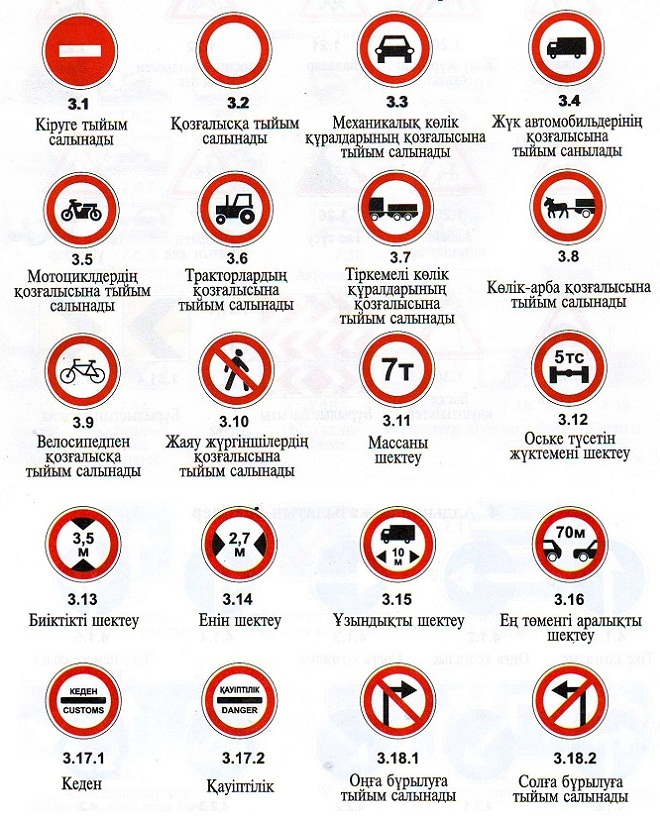 3.1
Кіруге тыйым
салынады
3.2
Қозғалысқа тыйым
салынады
3.3
Механикалық көлік
құралдарының қозғалысына
тыйым салынады
3.4
Жүк автомобильдерінің
қозғалысына
тыйым санылады
3.5
Мотоциклдердің
қозғалысына тыйым
салынады
3.6
Тракторлардың
қозғалысына
тыйым салынады
3.7
Тіркемелі көлік
құралдарының
қозғалысына
тыйым салынады
3.8
Көлік-арба қозғалысына
тыйым салынады
3.9
Велосипедпен
қозғалысқа
тыйым салынады
3.10
Жаяу жүргіншілердің
қозғалысына
тыйым салынады
7т
3.11
Массаны
шектеу
5тс
3.12
Оське түсетін
жүктемені шектеу
3,5
м
3.13
Биіктікті шектеу
2,7
м
3.14
Енін шектеу
10
м
3.15
Ұзындықты шектеу
70м
3.16
Ең төменгі аралықты
шектеу
КЕДЕН
CUSTOMS
3.17.1
Кеден
ҚАУІПТІЛІК
DANGER
3.17.2
Қауіптілік
3.18.1
Оңға бұрылуға
тыйым салынады
3.18.2
Солға бұрылуға
тыйым салынады